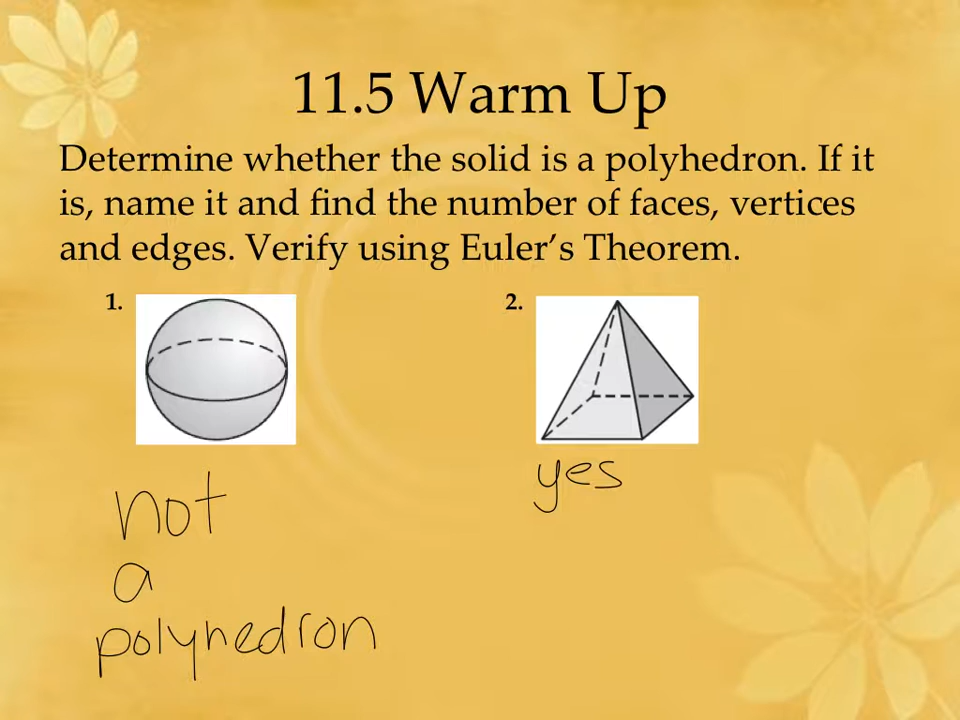 11.5 Warm Up
Determine whether the solid is a polyhedron. If it
is, name it and find the number of faces, vertices
and edges. Verify using Euler’s Theorem.
1.
2.
not
a
polyhedron
yes